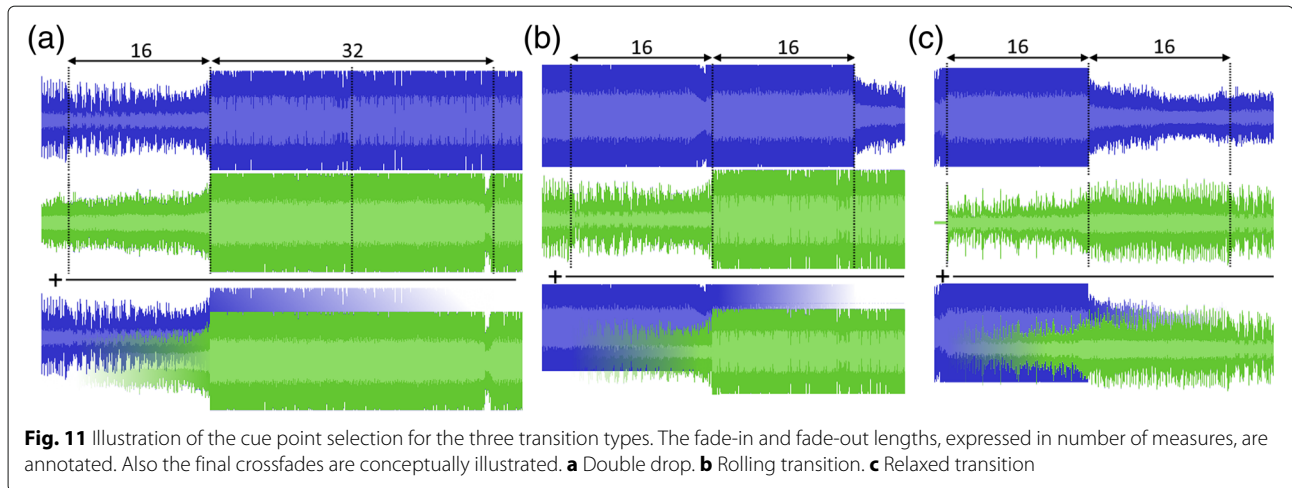 (a) (b) (c)
16 32 16 16 16 16
+ + +
Fig. 11 Illustration of the cue point selection for the three transition types. The fade-in and fade-out lengths, expressed in number of measures, are
annotated. Also the final crossfades are conceptually illustrated. a Double drop. b Rolling transition. c Relaxed transition